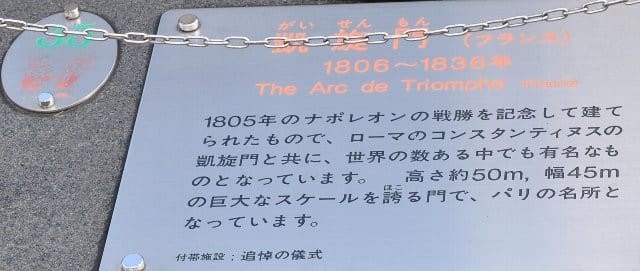 35
がいせんもん
凱旋門 (フランス)
1806～1836年
The Arc de Triomphe (France)
1805年のナポレオンの戦勝を記念して建て
られたもので、ローマのコンスタンティヌスの
凱旋門と共に、世界の数ある中でも有名なも
のとなっています。 高さ約50m, 幅45m
ほこ
の巨大なスケールを誇る門で、パリの名所と
なっています。
付帯施設；追悼の儀式